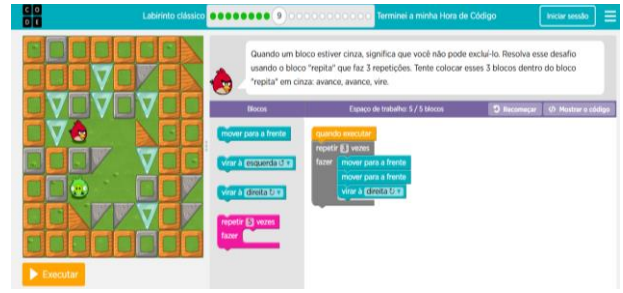 C O
D E
Labirinto clássico
9
Terminei a minha Hora de Código
Iniciar sessão
Quando um bloco estiver cinza, significa que você não pode excluí-lo. Resolva esse desafio
usando o bloco "repita" que faz 3 repetições. Tente colocar esses 3 blocos dentro do bloco
"repita" em cinza: avance, avance, vire.
Blocos
Espaço de trabalho: 5 / 5 blocos
Recomeçar
Mostrar o código
mover para a frente
virar à esquerda
virar à direita
repetir 5 vezes
fazer
quando executar
repetir 3 vezes
fazer mover para a frente
mover para a frente
virar à direita
Executar